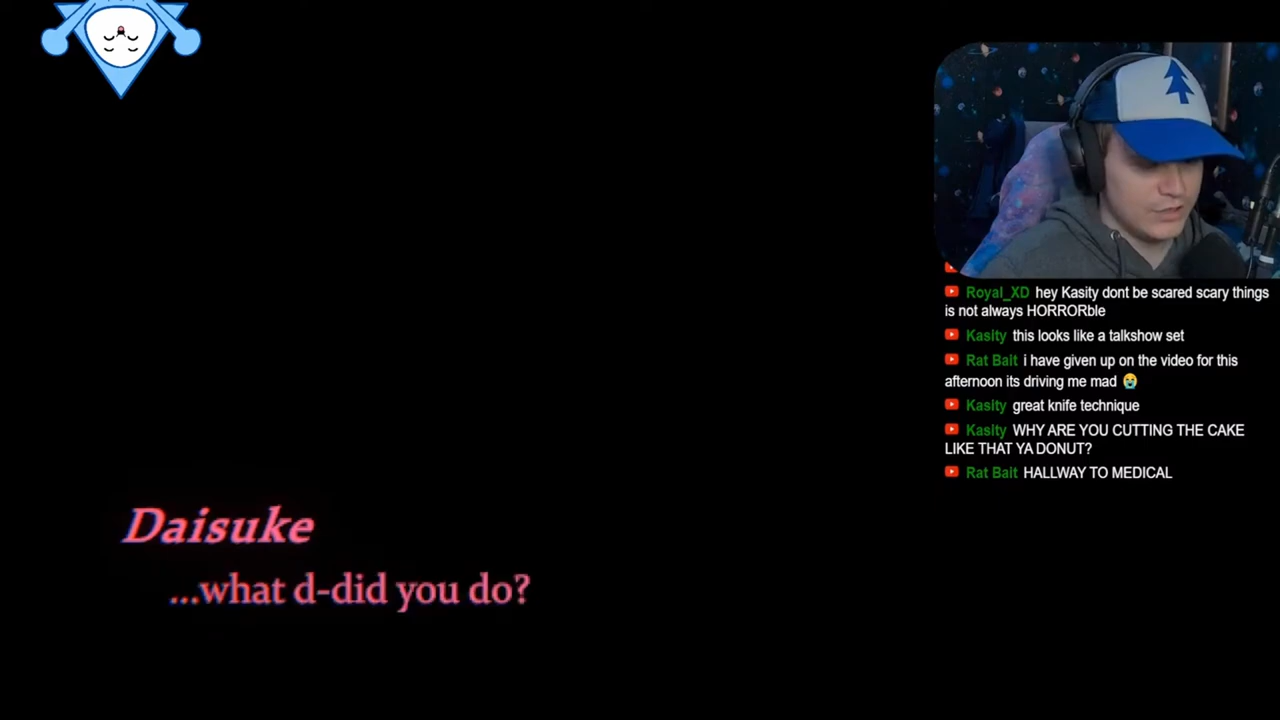 Royal_XD hey Kasity dont be scared scary things
is not always HORRORble
Kasity this looks like a talkshow set
Rat Bait i have given up on the video for this
afternoon its driving me mad 😭
Kasity great knife technique
Kasity WHY ARE YOU CUTTING THE CAKE
LIKE THAT YA DONUT?
Rat Bait HALLWAY TO MEDICAL
Daisuke
...what d-did you do?